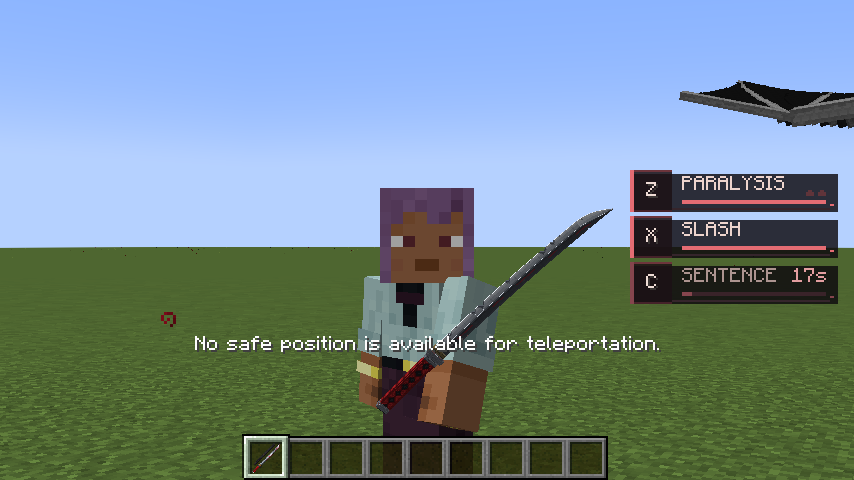 Z PARALYSIS
X SLASH
C SENTENCE 17s
No safe position is available for teleportation.